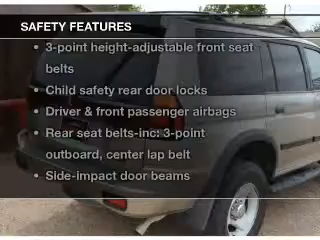 SAFETY FEATURES
• 3-point height-adjustable front seat
belts
• Child safety rear door locks
• Driver & front passenger airbags
• Rear seat belts-inc: 3-point
outboard, center lap belt
• Side-impact door beams